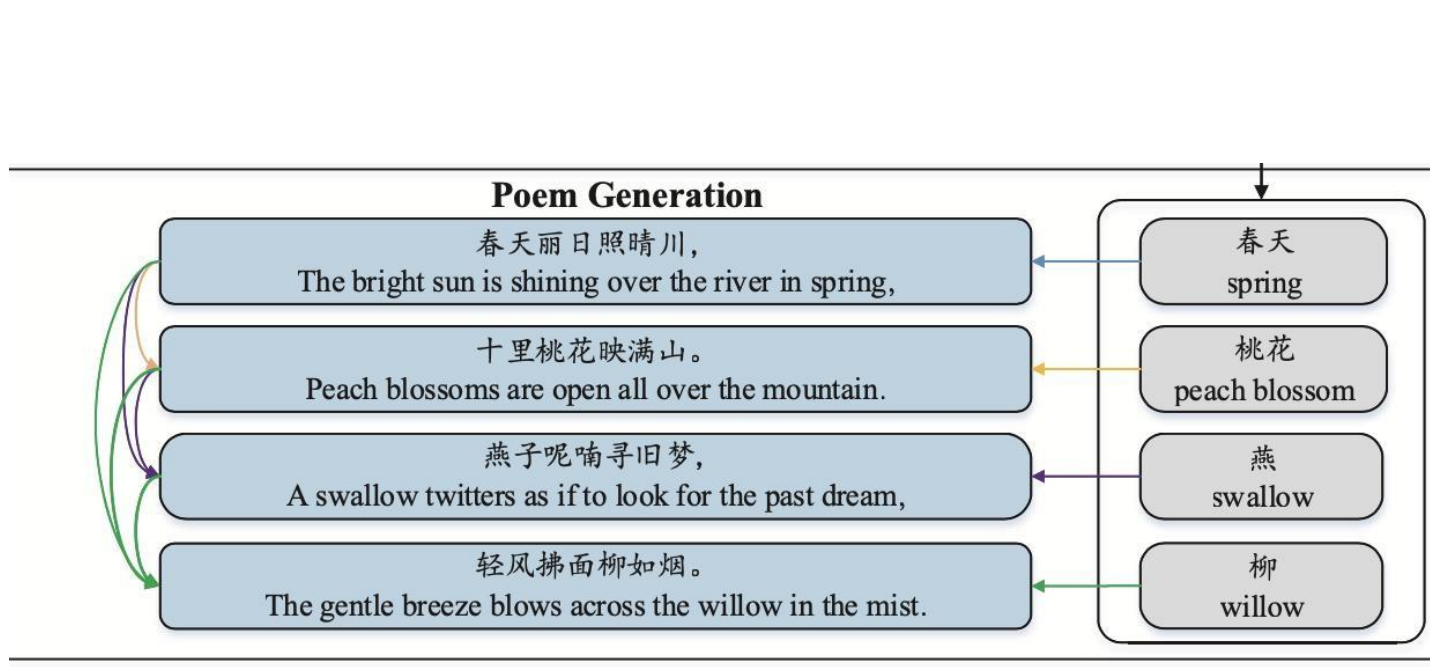 Poem Generation
春天丽日照晴川，
The bright sun is shining over the river in spring,
十里桃花映满山。
Peach blossoms are open all over the mountain.
燕子呢喃寻旧梦，
A swallow twitters as if to look for the past dream,
轻风拂面柳如烟。
The gentle breeze blows across the willow in the mist.
春天
spring
桃花
peach blossom
燕
swallow
柳
willow